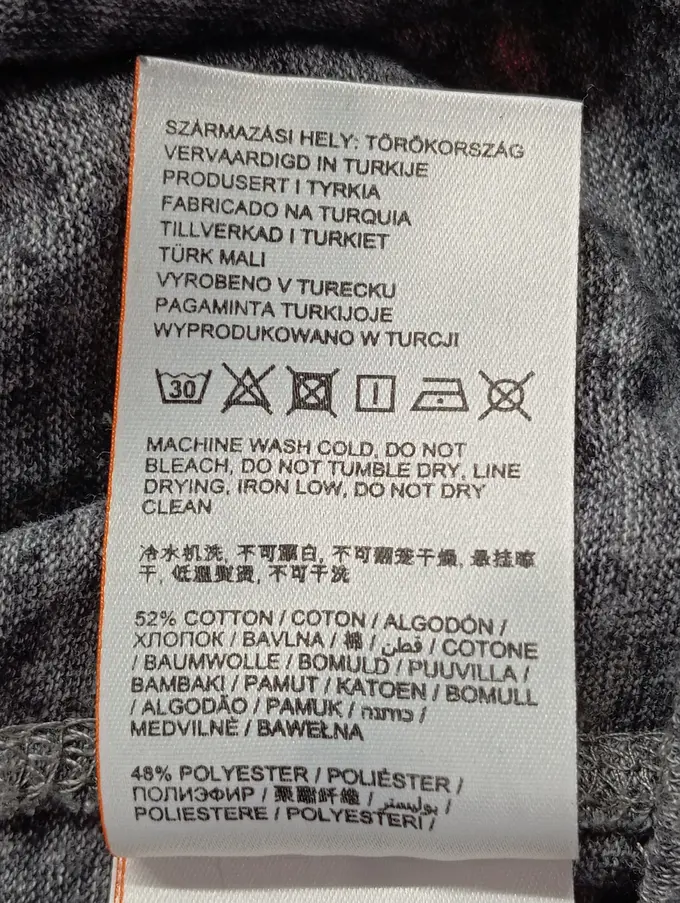 SZÁRMAZÁSI HELY: TÖRÖKORSZÁG
VERVAARDIGD IN TURKIJE
PRODUSERT I TYRKIA
FABRICADO NA TURQUIA
TILLVERKAD I TURKIET
TÜRK MALI
VYROBENO V TURECKU
PAGAMINTA TURKIJOJE
WYPRODUKOWANO W TURCJI
30
MACHINE WASH COLD, DO NOT
BLEACH, DO NOT TUMBLE DRY, LINE
DRYING, IRON LOW, DO NOT DRY
CLEAN
冷水机洗, 不可漂白, 不可翻笼干燥, 悬挂晾
干, 低温熨烫, 不可干洗
52% COTTON / COTON / ALGODÓN /
ХЛОПОК / BAVLNA / 棉 / قطن / COTONE
/ BAUMWOLLE / BOMULD / PUUVILLA /
BAMBAKI / PAMUT / KATOEN / BOMULL
/ ALGODÃO / PAMUK / כותנה /
MEDVILNĖ / BAWEŁNA
48% POLYESTER / POLIÉSTER /
ПОЛИЭФИР / 聚酯纤维 / بوليستر /
POLIESTERE / POLYESTERI /